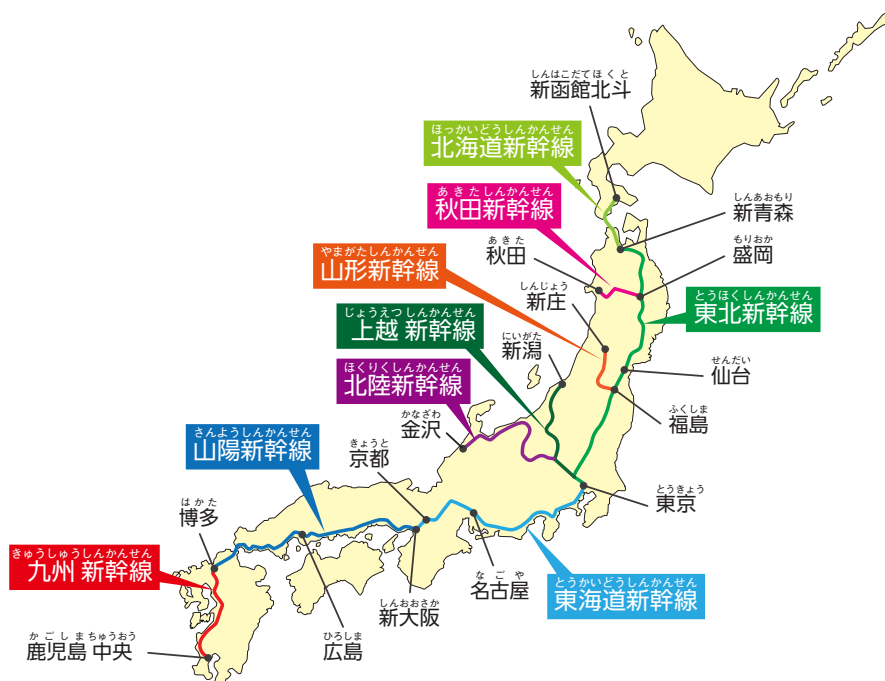 しんはこだてほくと
新函館北斗
ほっかいどうしんかんせん
北海道新幹線
あきたしんかんせん
秋田新幹線
しんあおもり
新青森
あきた
秋田
もりおか
盛岡
やまがたしんかんせん
山形新幹線
しんじょう
新庄
とうほくしんかんせん
東北新幹線
じょうえつしんかんせん
上越 新幹線
にいがた
新潟
せんだい
仙台
ほくりくしんかんせん
北陸新幹線
ふくしま
福島
かなざわ
金沢
さんようしんかんせん
山陽新幹線
きょうと
京都
とうきょう
東京
はかた
博多
きゅうしゅうしんかんせん
九州 新幹線
なごや
名古屋
とうかいどうしんかんせん
東海道新幹線
しんおおさか
新大阪
ひろしま
広島
かごしまちゅうおう
鹿児島 中央